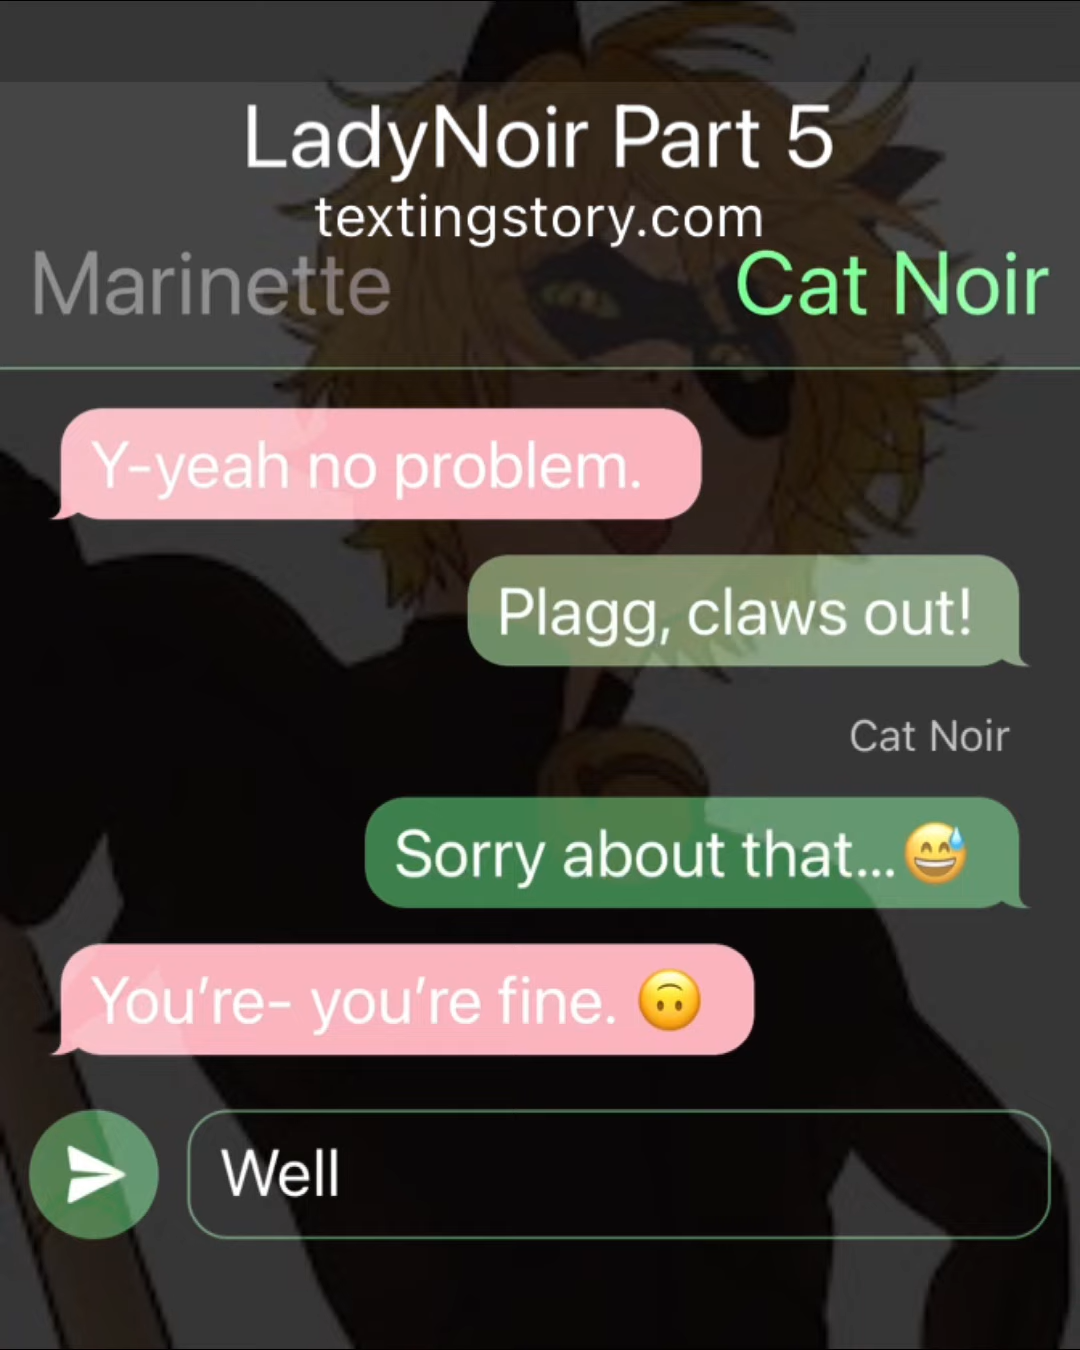 LadyNoir Part 5
textingstory.com
Marinette
Cat Noir
Y-yeah no problem.
Plagg, claws out!
Cat Noir
Sorry about that...😅
You’re- you’re fine. 🙃
Well